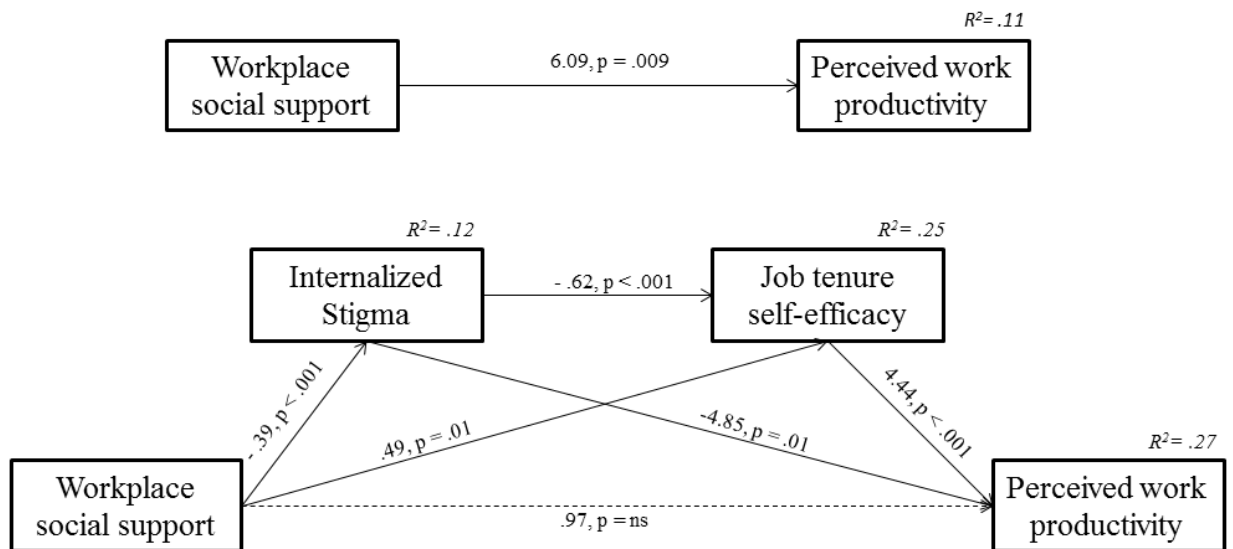 R²= .11
Workplace
social support
6.09, p = .009
Perceived work
productivity
R²= .12
R²= .25
Internalized
Stigma
- .62, p < .001
Job tenure
self-efficacy
- .39, p < .001
.49, p = .01
-4.85, p = .01
4.44, p < .001
R²= .27
Workplace
social support
.97, p = ns
Perceived work
productivity